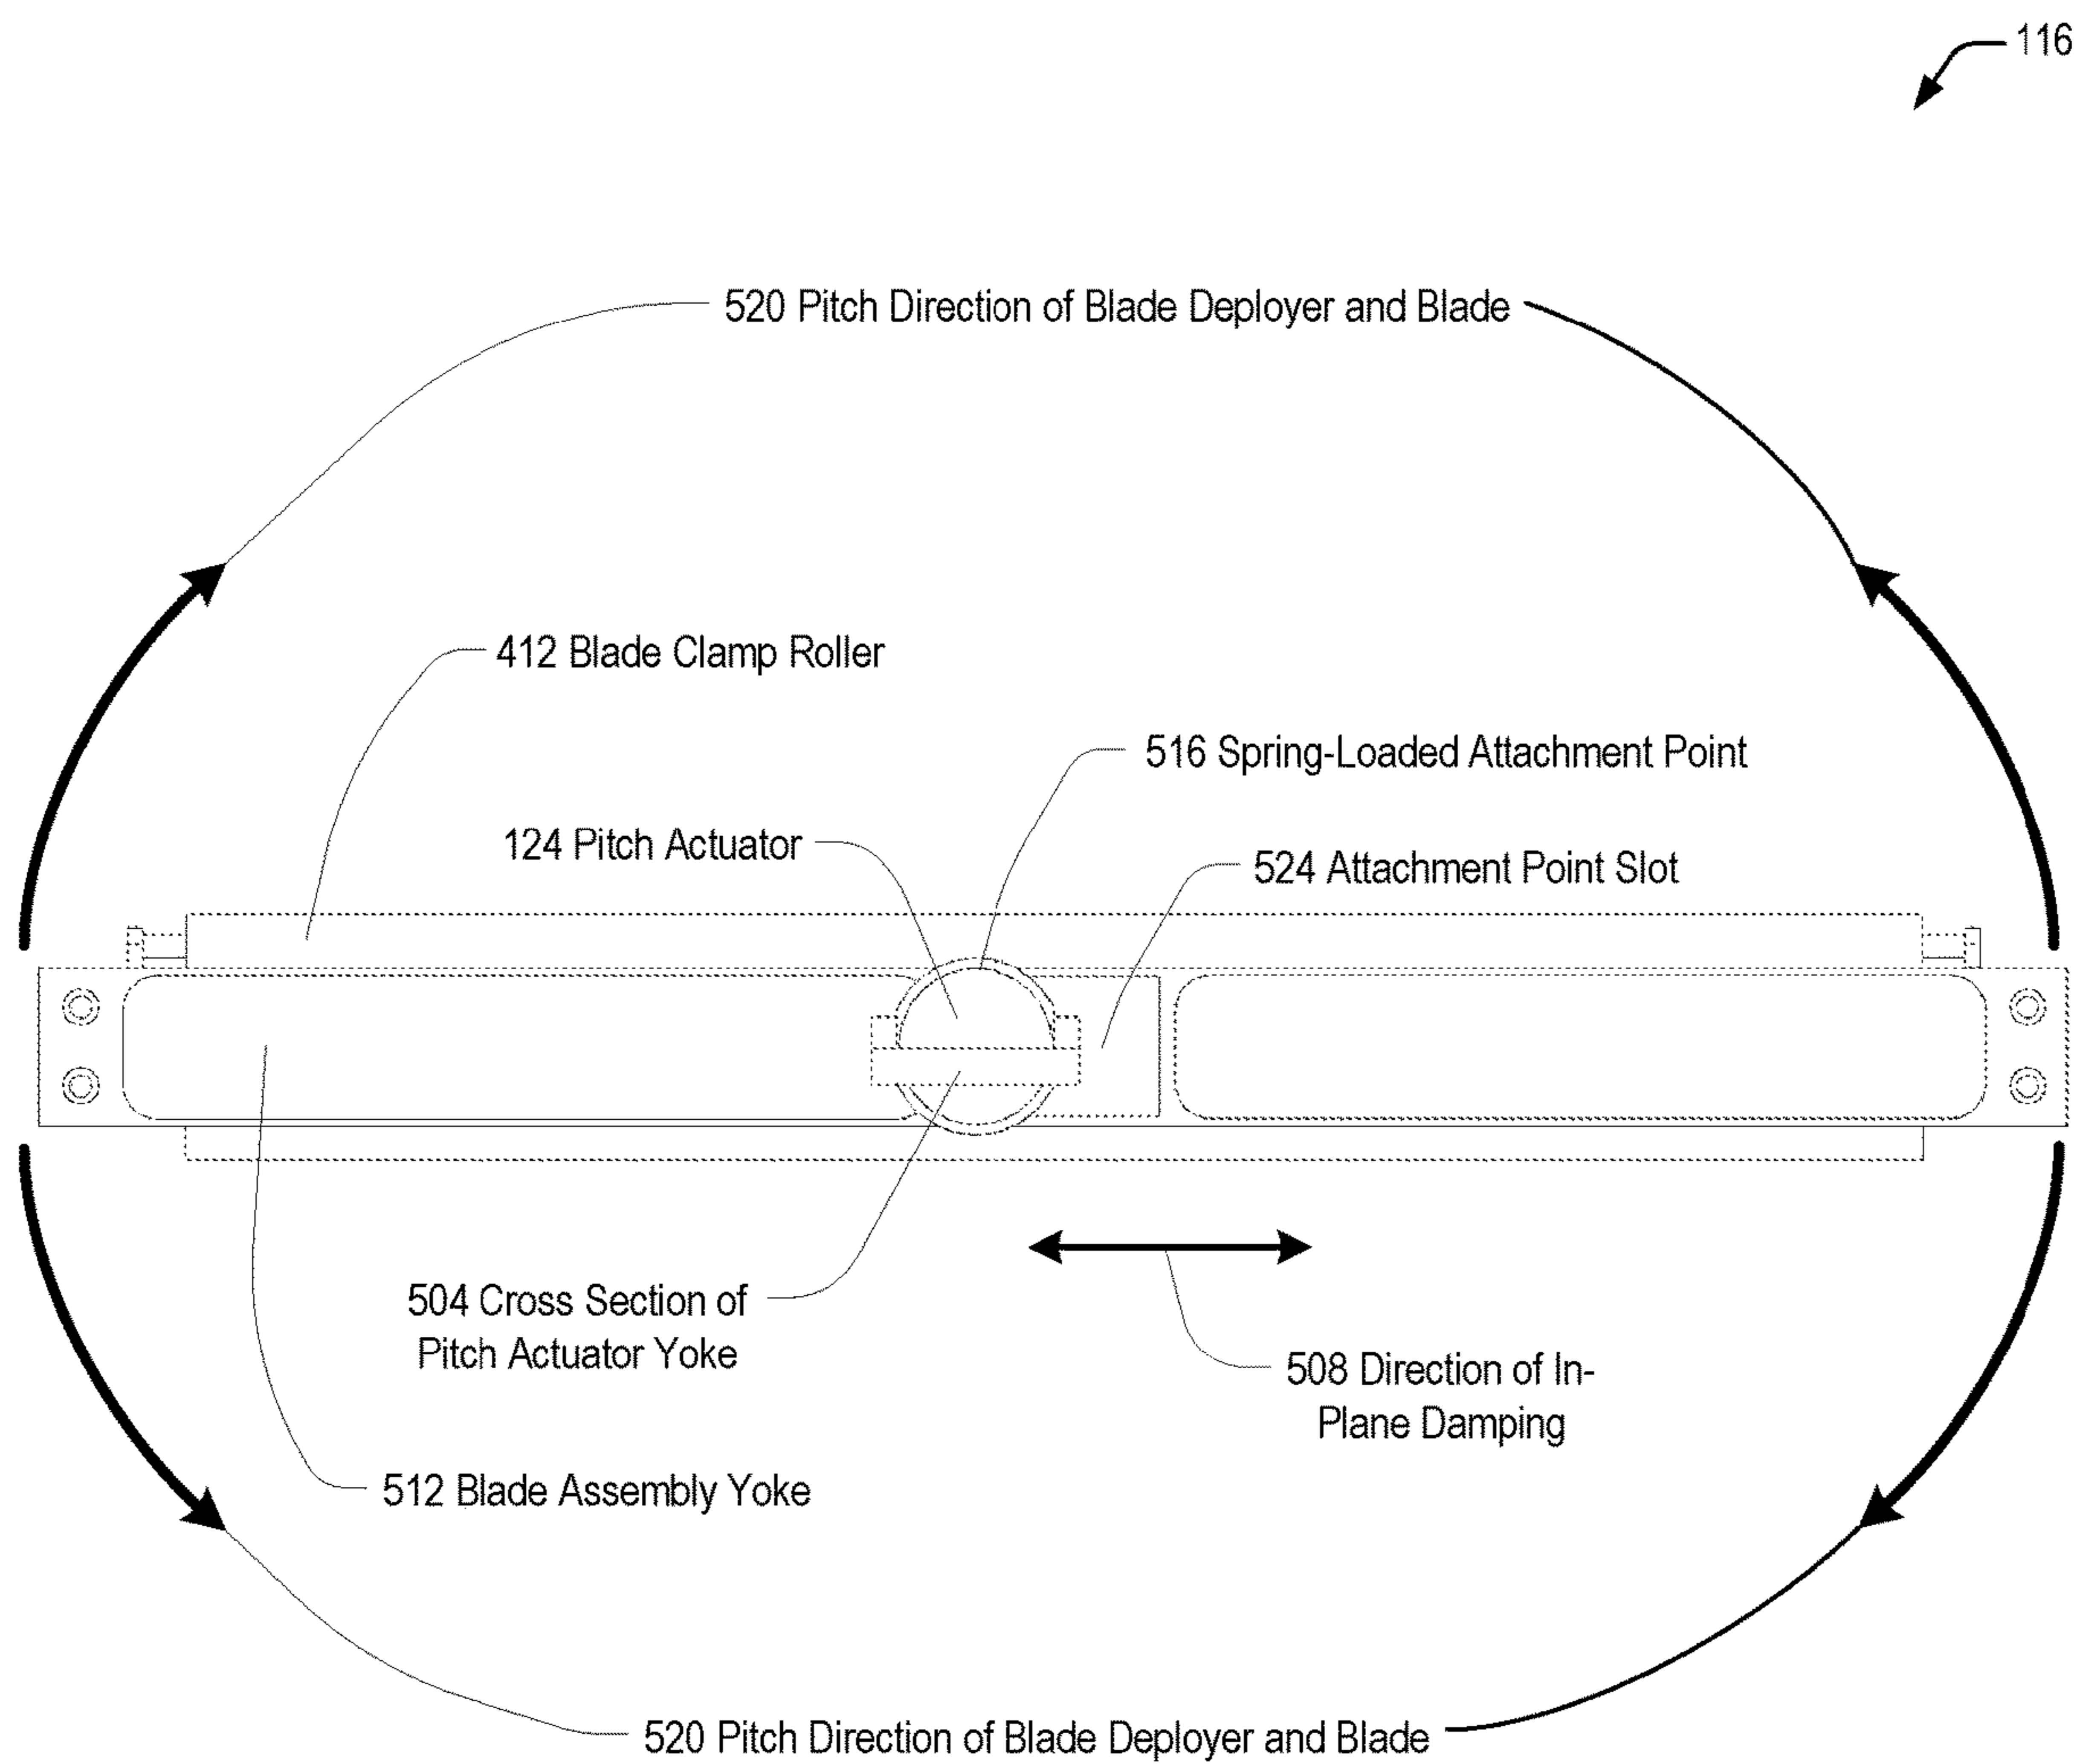 116
520 Pitch Direction of Blade Deployer and Blade
412 Blade Clamp Roller
516 Spring-Loaded Attachment Point
124 Pitch Actuator
524 Attachment Point Slot
504 Cross Section of
Pitch Actuator Yoke
508 Direction of In-
Plane Damping
512 Blade Assembly Yoke
520 Pitch Direction of Blade Deployer and Blade